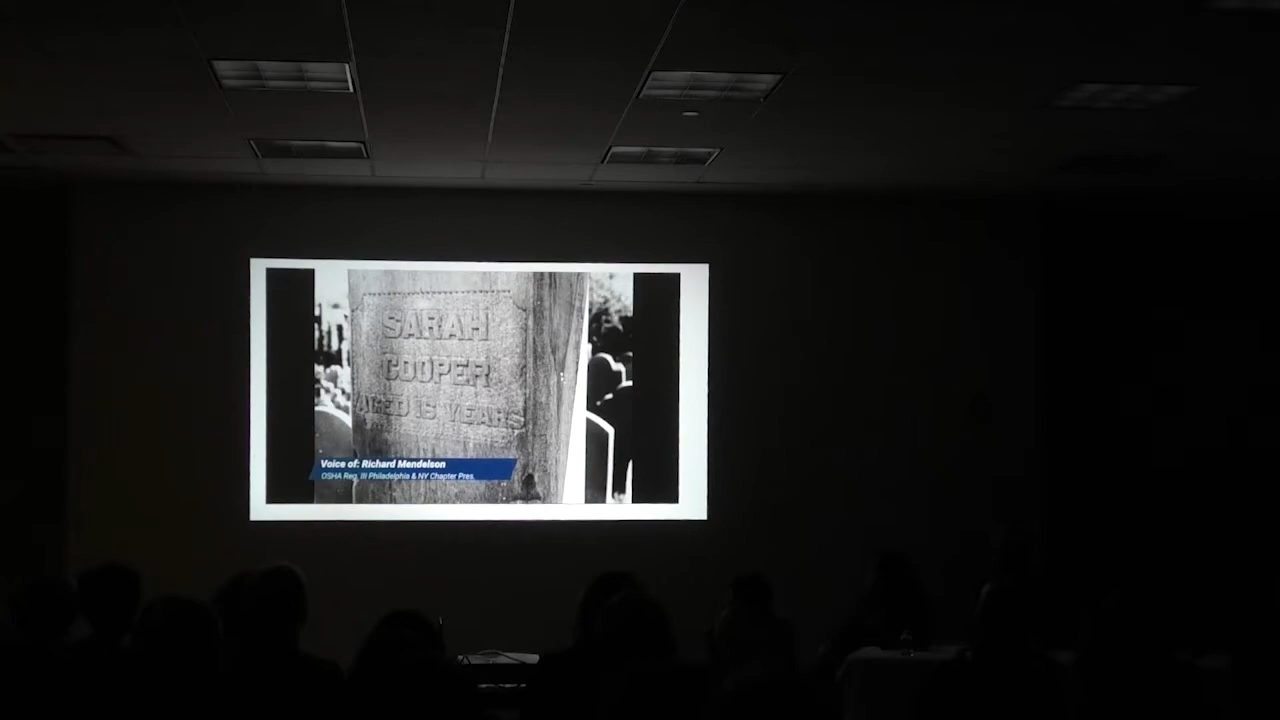 SARAH
COOPER
AGED 15 YEARS
Voice of: Richard Mendelson
OSHA Reg. III Philadelphia & NY Chapter Pres.